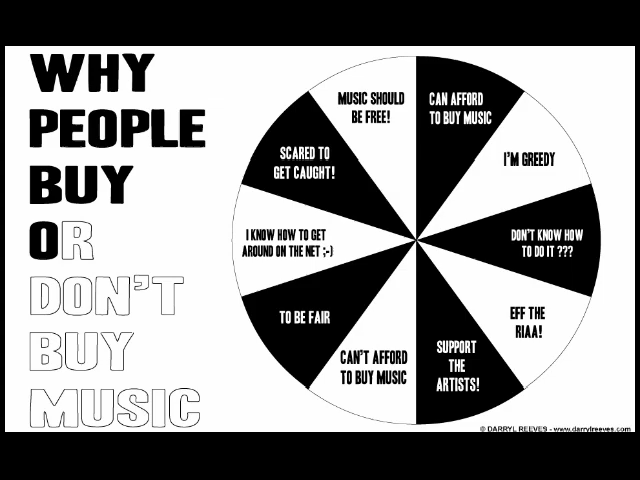 WHY
PEOPLE
BUY
OR
DON'T
BUY
MUSIC
CAN AFFORD
TO BUY MUSIC
I'M GREEDY
DON'T KNOW HOW
TO DO IT ???
EFF THE
RIAA!
SUPPORT
THE
ARTISTS!
CAN'T AFFORD
TO BUY MUSIC
TO BE FAIR
I KNOW HOW TO GET
AROUND ON THE NET ;-)
SCARED TO
GET CAUGHT!
MUSIC SHOULD
BE FREE!
© DARRYL REEVES - www.darrylreeves.com